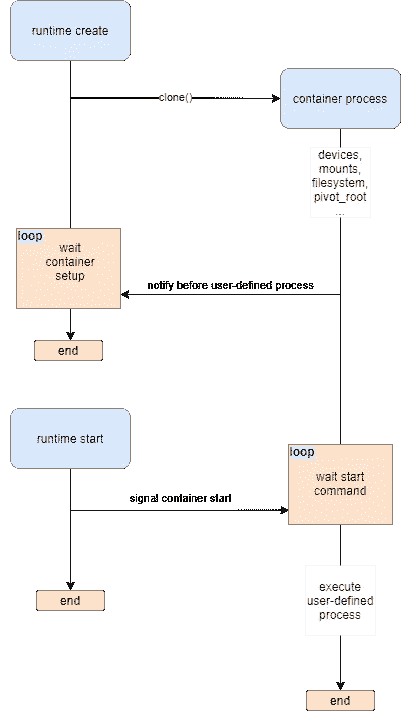 runtime create
clone()
container process
devices,
mounts,
filesystem,
pivot_root
...
loop
wait
container
setup
notify before user-defined process
end
runtime start
loop
wait start
command
signal container start
execute
user-defined
process
end
end